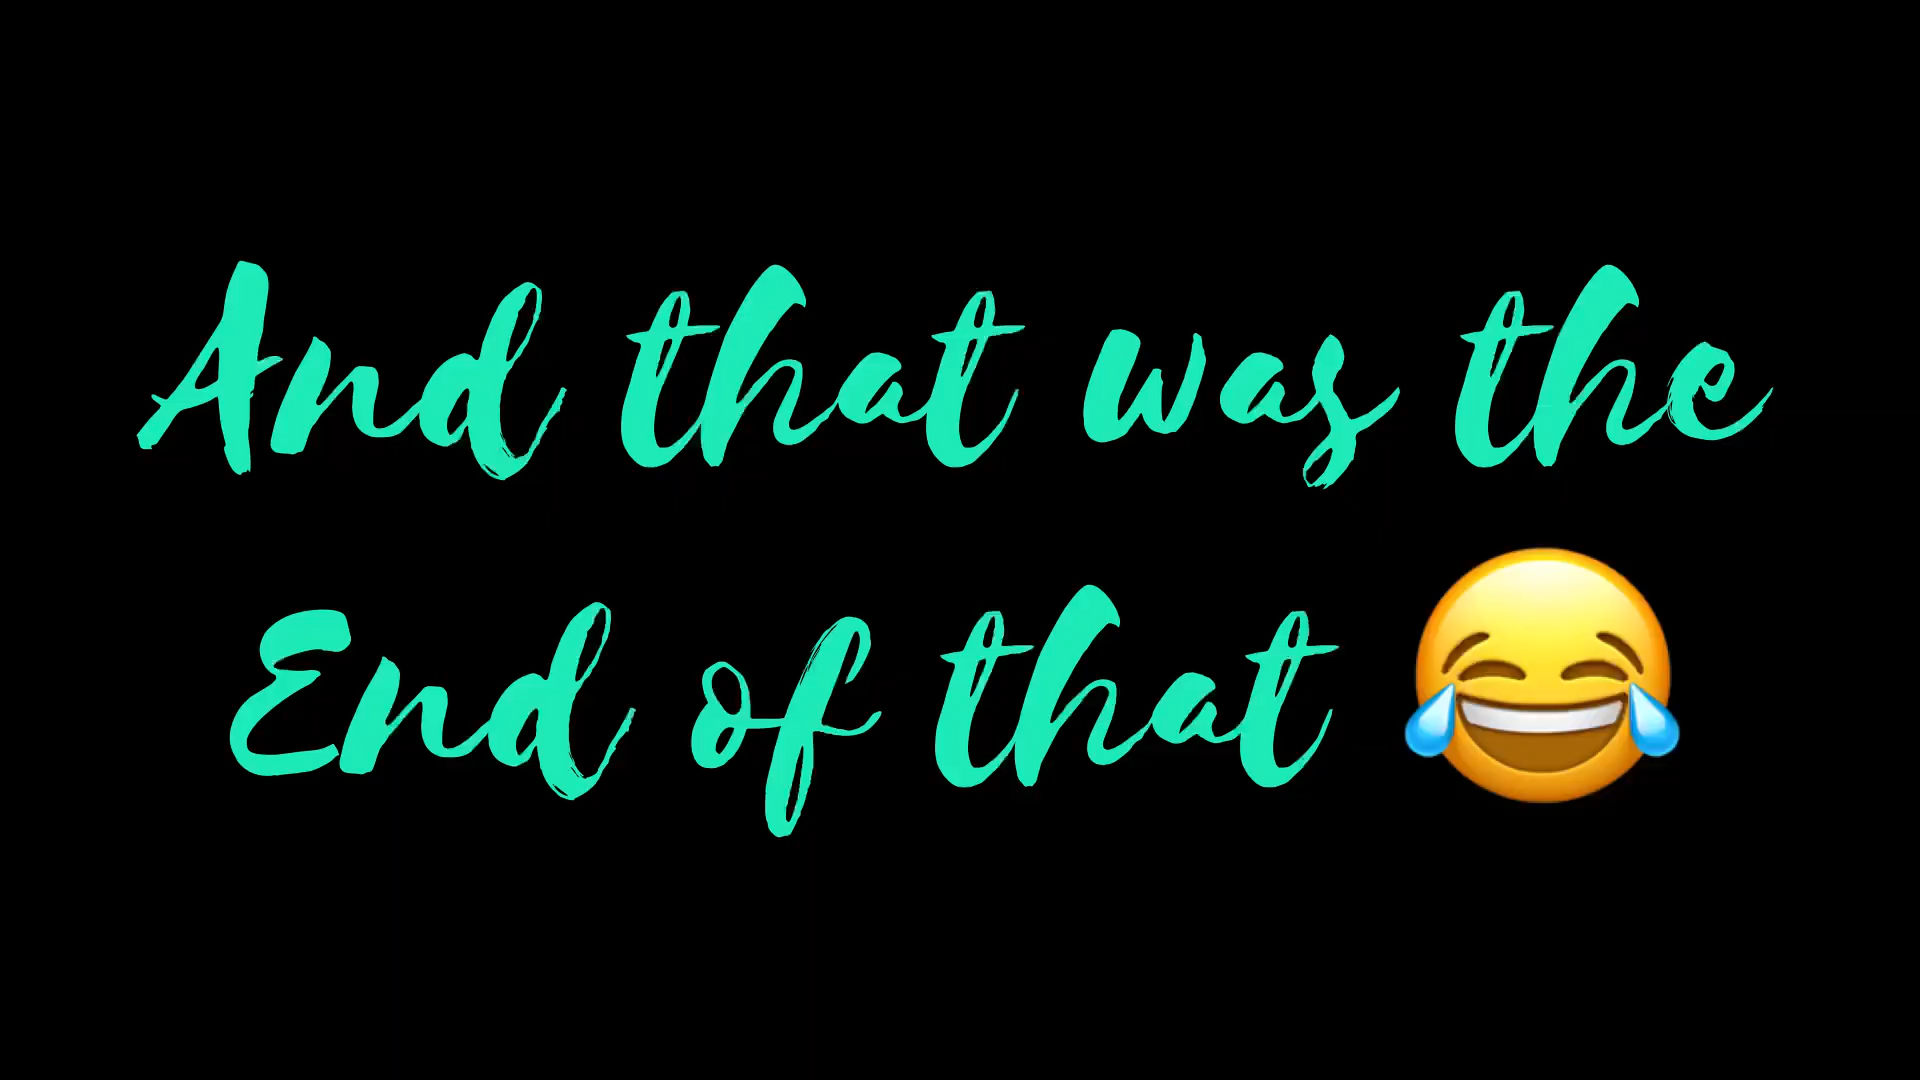 And that was the
End of that 😂